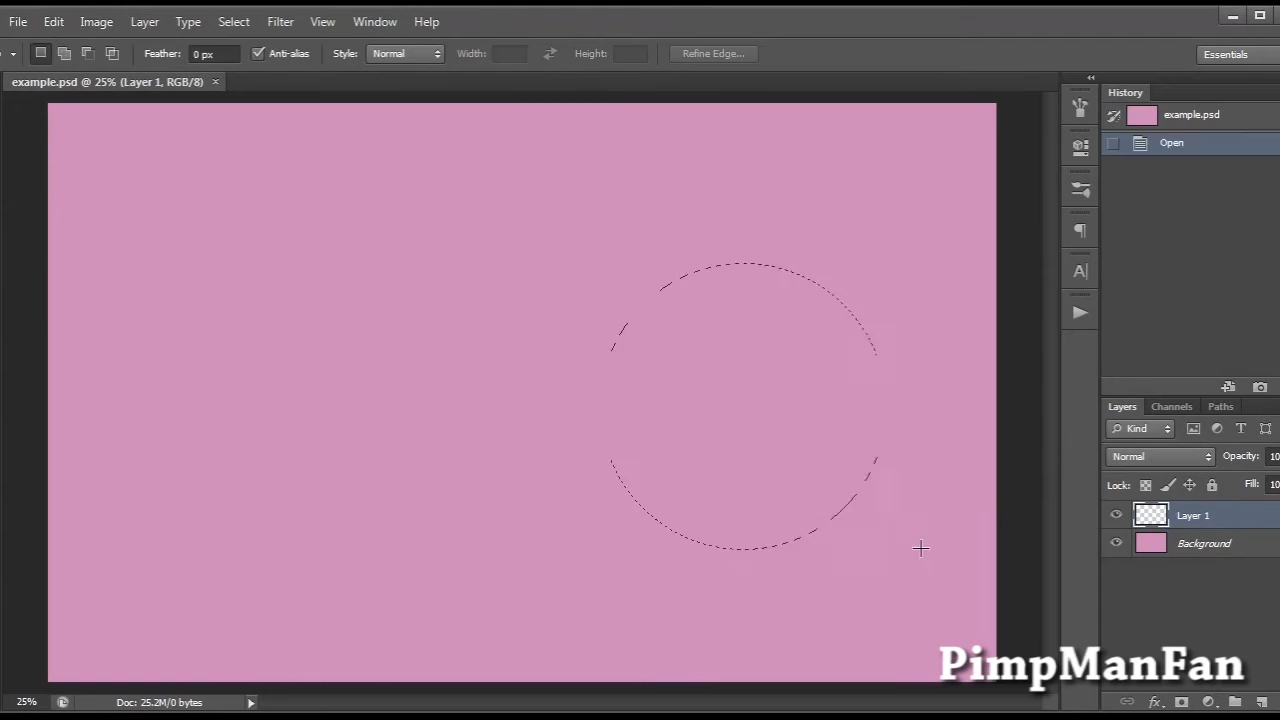 File Edit Image Layer Type Select Filter View Window Help
Feather: 0 px Anti-alias Style: Normal Width: Height: Refine Edge... Essentials
example.psd @ 25% (Layer 1, RGB/8) ×
History
example.psd
Open
Layers Channels Paths
Kind
Normal Opacity: 10
Lock: Fill: 10
Layer 1
Background
PimpManFan
25% Doc: 25.2M/0 bytes